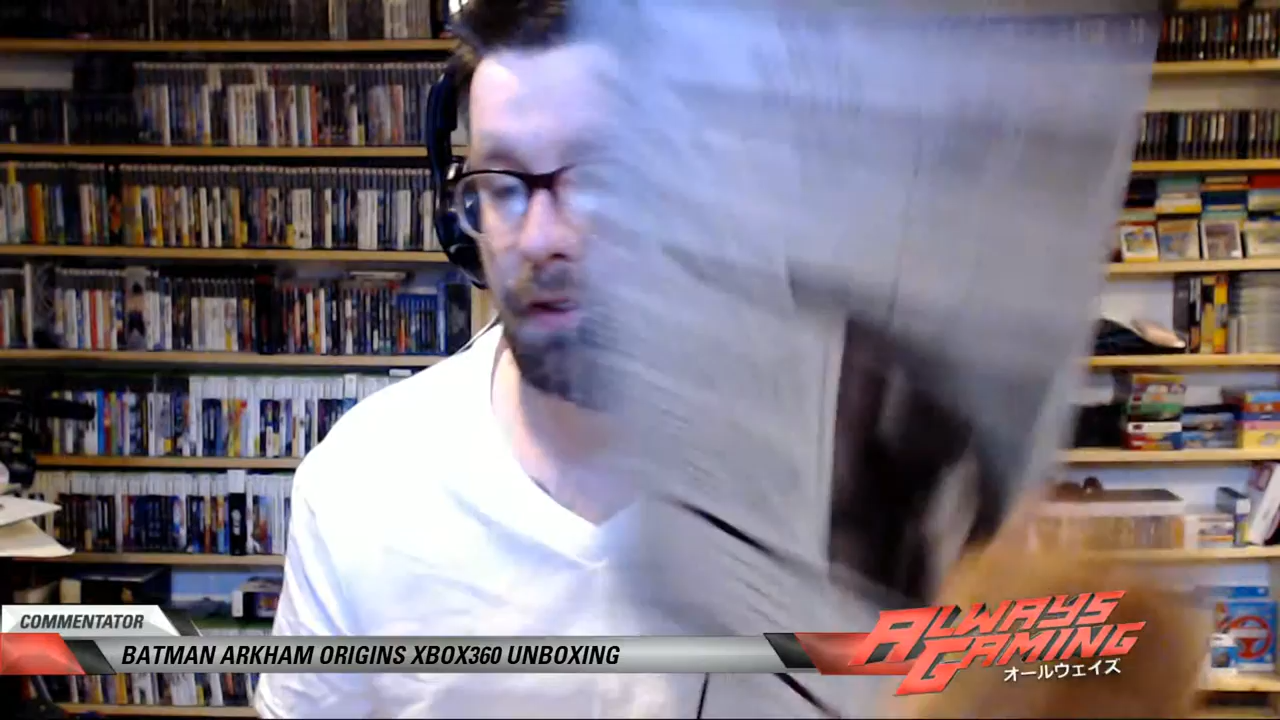 COMMENTATOR
BATMAN ARKHAM ORIGINS XBOX360 UNBOXING
ALWAYS
GAMING
オールウェイズ